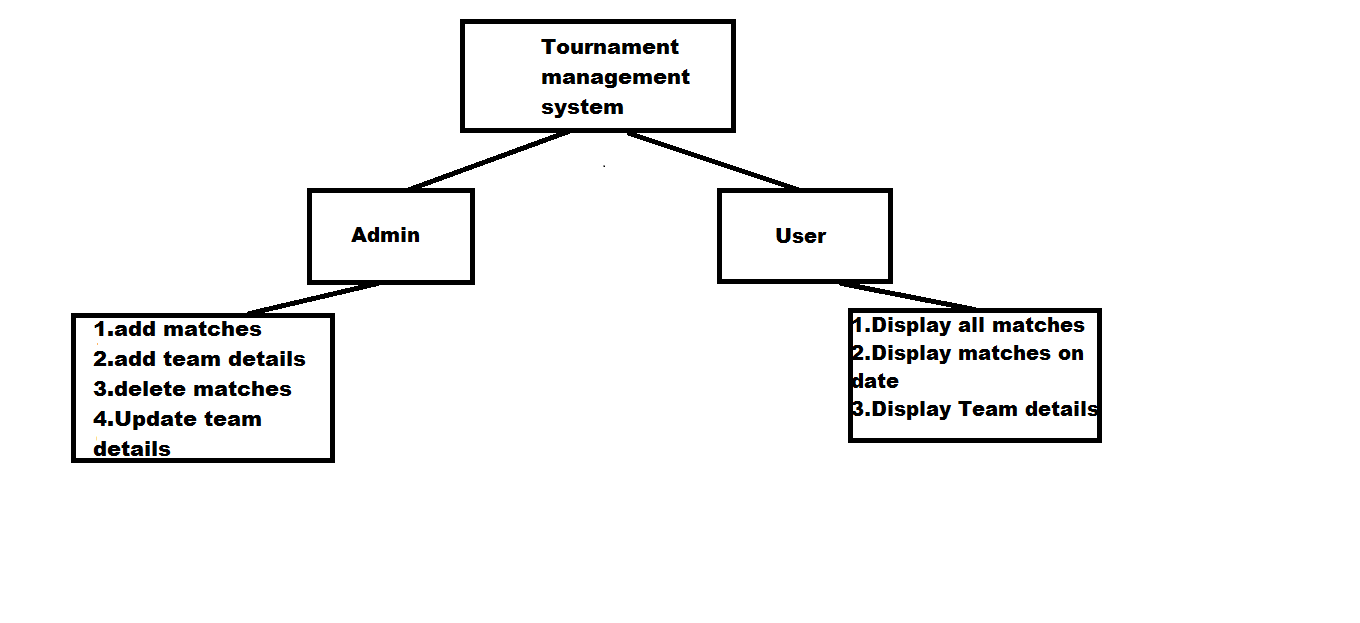 Tournament
management
system
Admin
User
1.add matches
2.add team details
3.delete matches
4.Update team
details
1.Display all matches
2.Display matches on
date
3.Display Team details